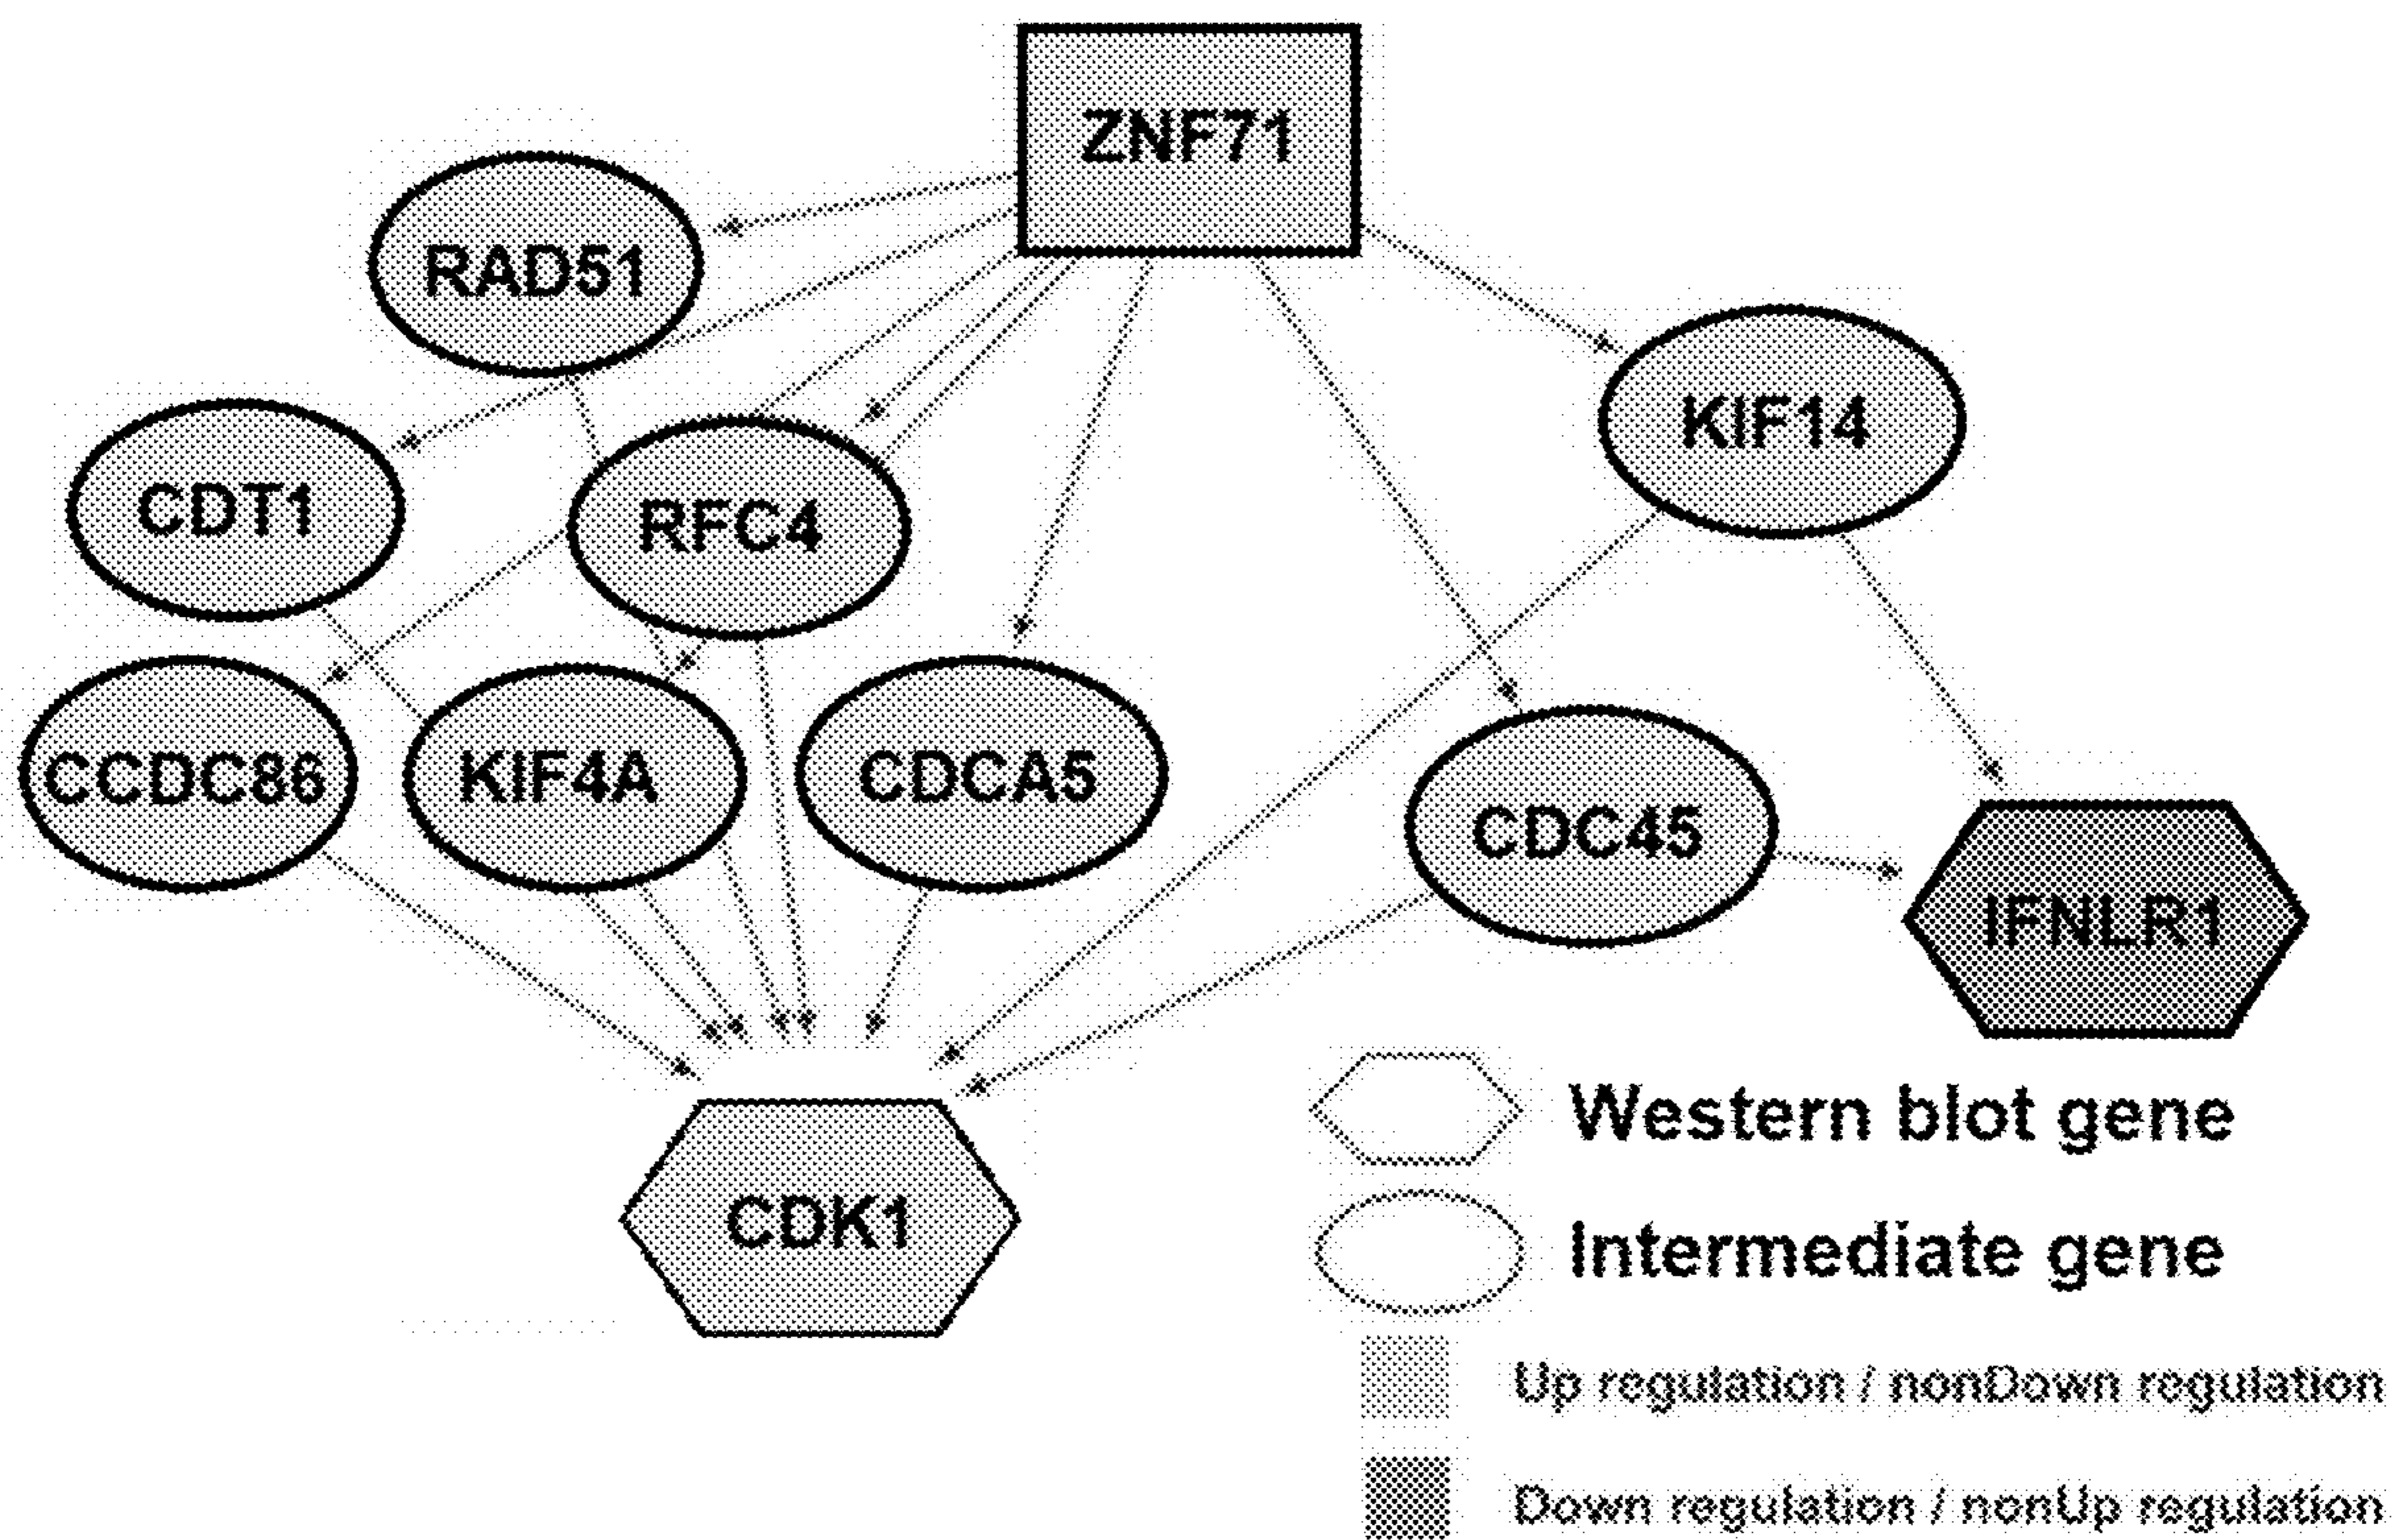 ZNF71
RAD51
KIF14
CDT1
RFC4
CCDC86
KIF4A
CDCA5
CDC45
IFNLR1
CDK1
Western blot gene
Intermediate gene
Up regulation / nonDown regulation
Down regulation / nonUp regulation